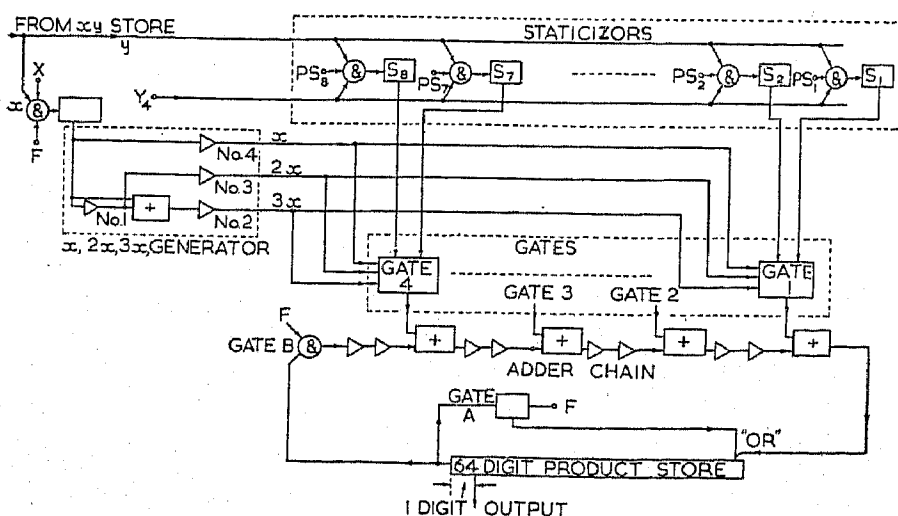 FROM xy STORE
y
STATICIZORS
X
x
&
F
Y4
PS8
&
S8
PS7
&
S7
PS2
&
S2
PS1
&
S1
x
No.4
2x
No.3
3x
No.1
+
No.2
x, 2x, 3x, GENERATOR
GATES
GATE 4
GATE 1
GATE 3
GATE 2
F
GATE B
&
+
+
+
+
ADDER CHAIN
GATE A
F
"OR"
64 DIGIT PRODUCT STORE
1 DIGIT OUTPUT